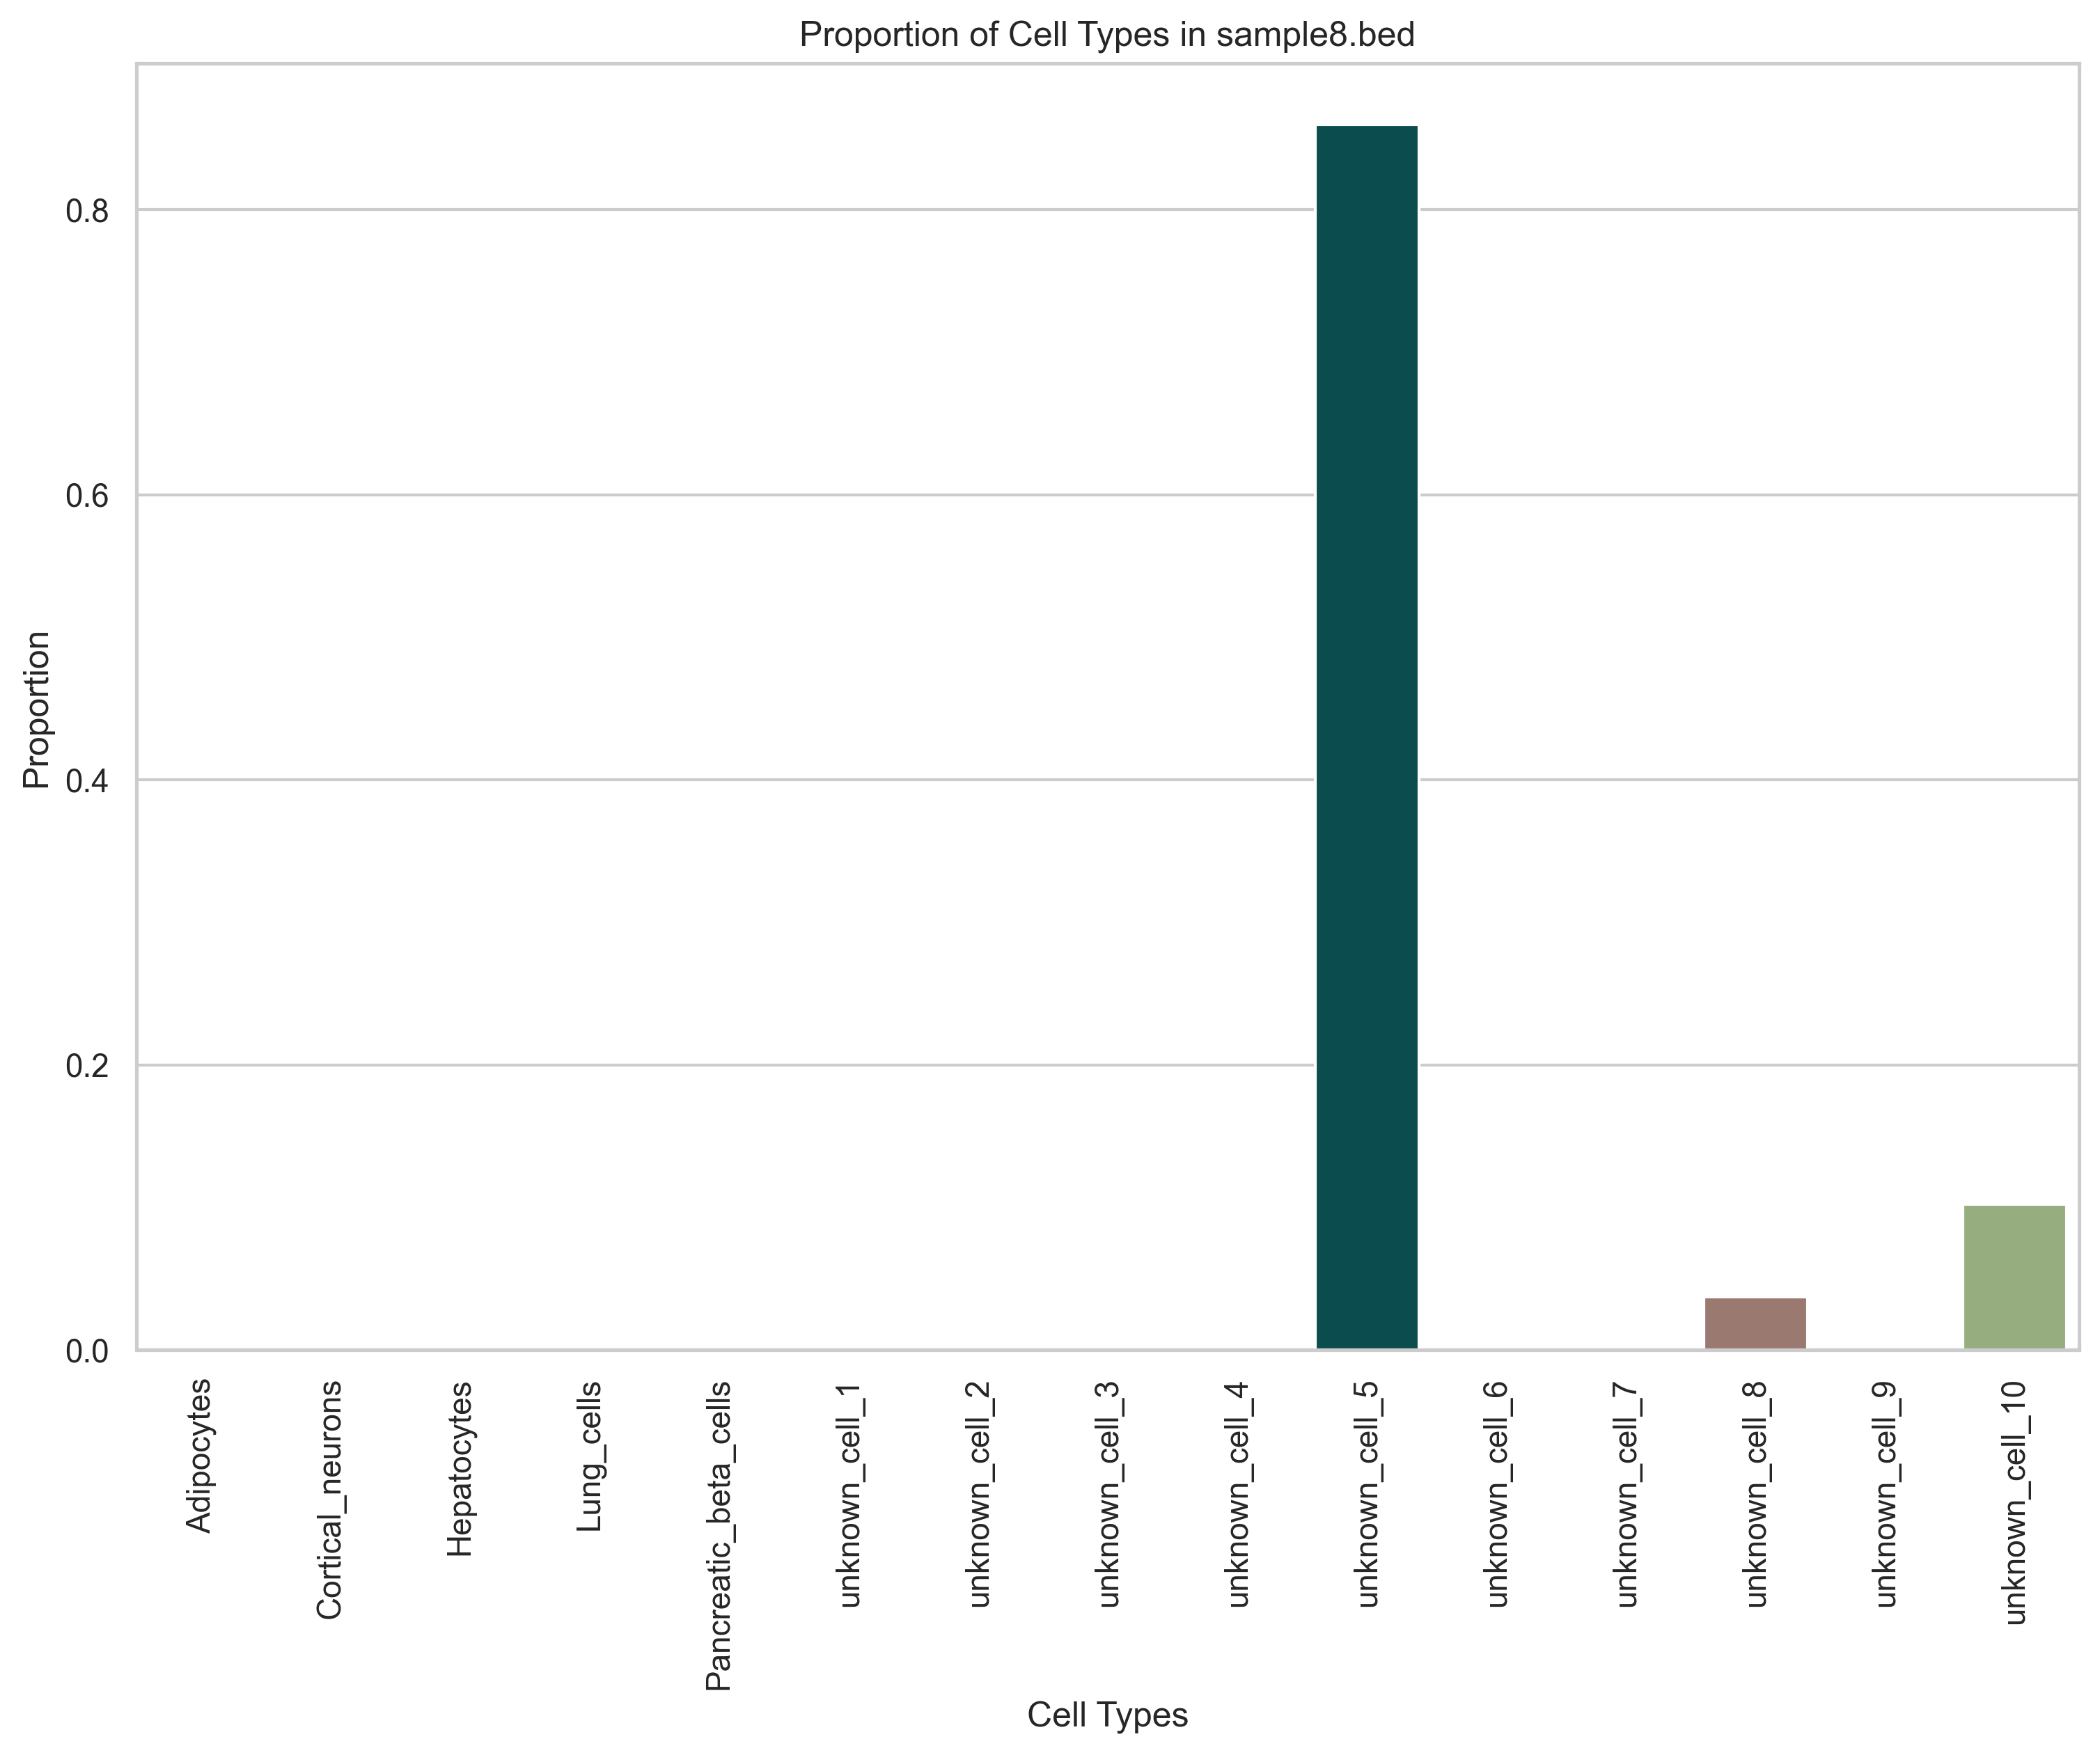 Proportion of Cell Types in sample8.bed
Proportion
0.8
0.6
0.4
0.2
0.0
Adipocytes
Cortical_neurons
Hepatocytes
Lung_cells
Pancreatic_beta_cells
unknown_cell_1
unknown_cell_2
unknown_cell_3
unknown_cell_4
unknown_cell_5
unknown_cell_6
unknown_cell_7
unknown_cell_8
unknown_cell_9
unknown_cell_10
Cell Types